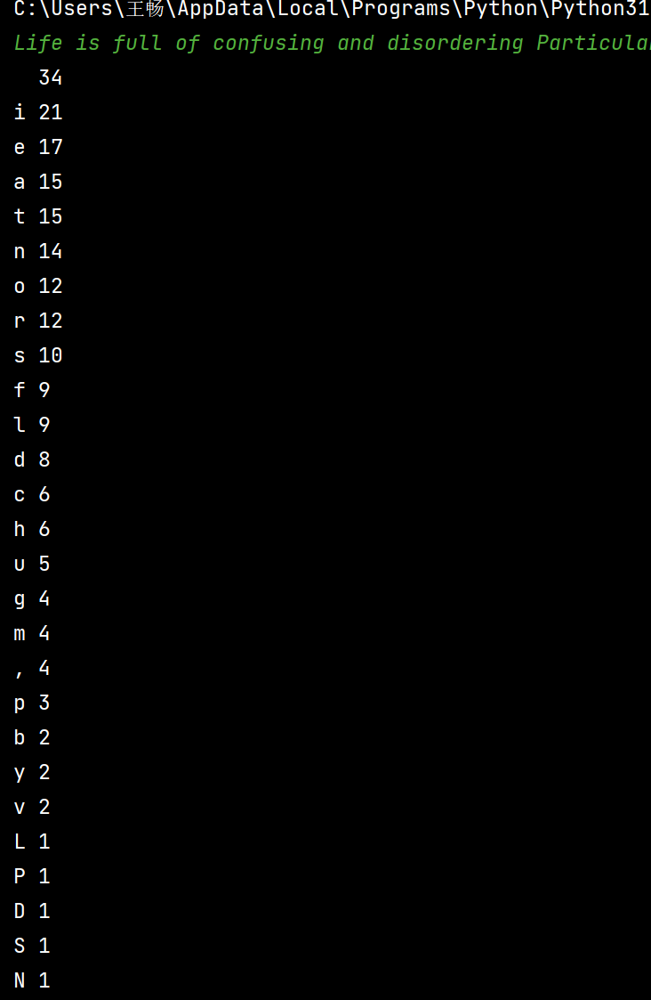 C:\Users\王畅\AppData\Local\Programs\Python\Python31
Life is full of confusing and disordering Particular
34
i 21
e 17
a 15
t 15
n 14
o 12
r 12
s 10
f 9
l 9
d 8
c 6
h 6
u 5
g 4
m 4
, 4
p 3
b 2
y 2
v 2
L 1
P 1
D 1
S 1
N 1